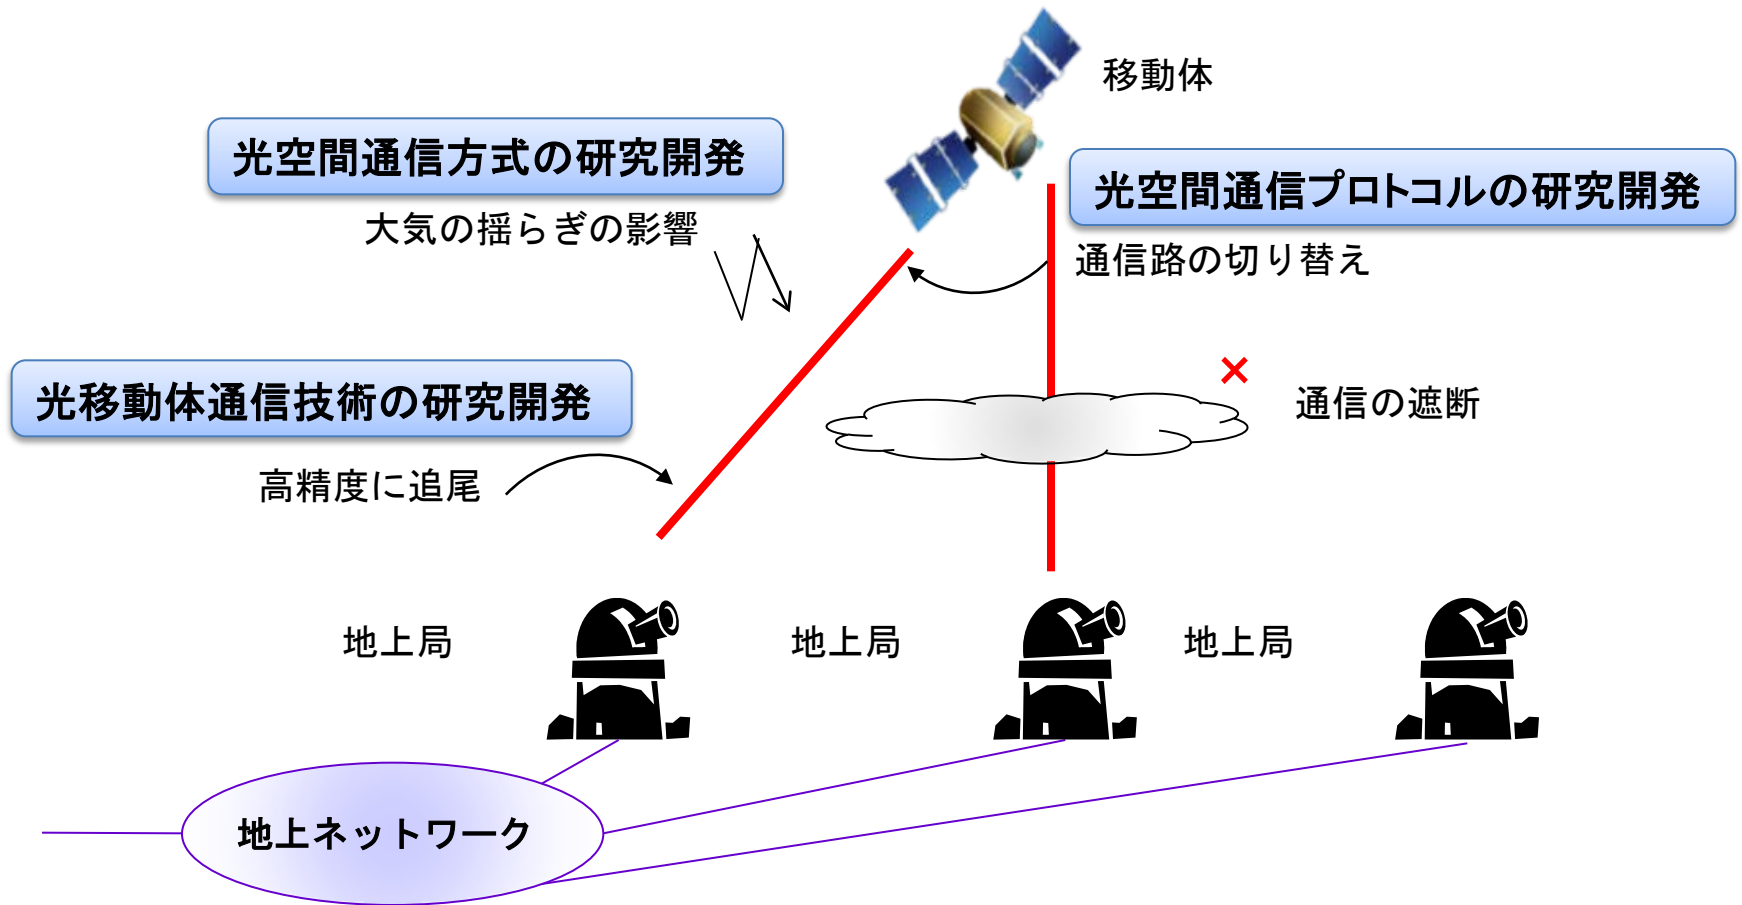 移動体
光空間通信方式の研究開発
大気の揺らぎの影響
光空間通信プロトコルの研究開発
通信路の切り替え
光移動体通信技術の研究開発
高精度に追尾
通信の遮断
地上局
地上局
地上局
地上ネットワーク